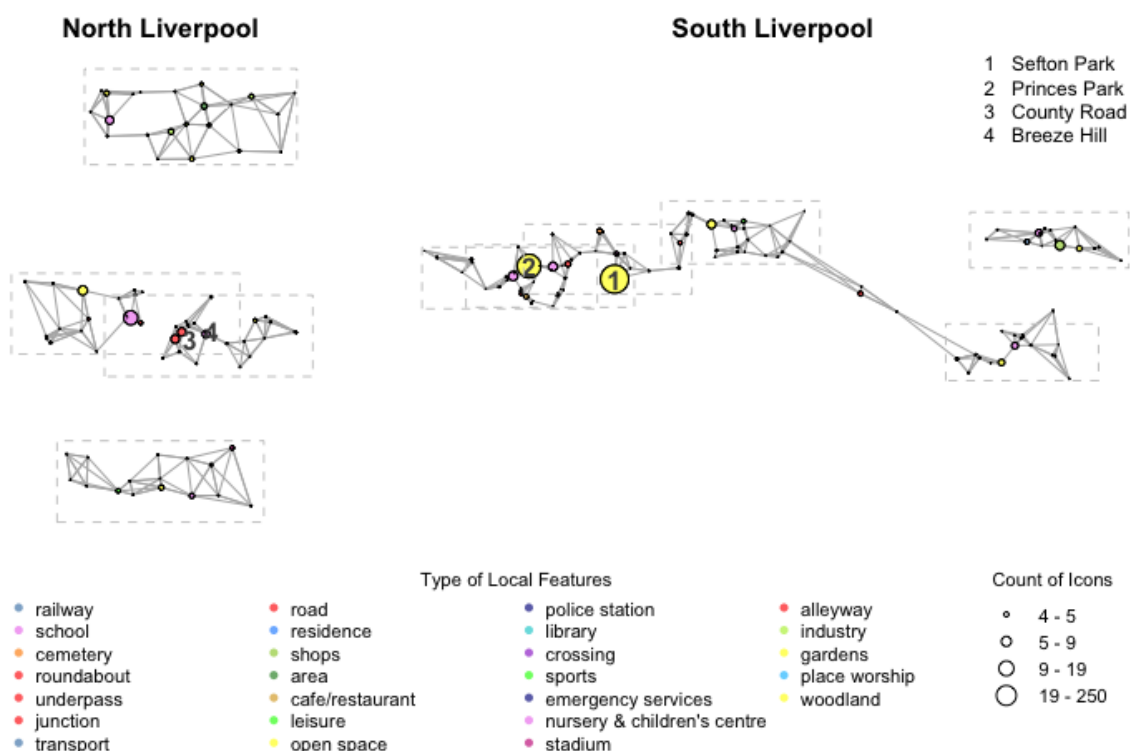 North Liverpool
South Liverpool
1 Sefton Park
2 Princes Park
3 County Road
4 Breeze Hill
2
1
3
4
Type of Local Features
railway
school
cemetery
roundabout
underpass
junction
transport
road
residence
shops
area
cafe/restaurant
leisure
open space
police station
library
crossing
sports
emergency services
nursery & children's centre
stadium
alleyway
industry
gardens
place worship
woodland
Count of Icons
4 - 5
5 - 9
9 - 19
19 - 250